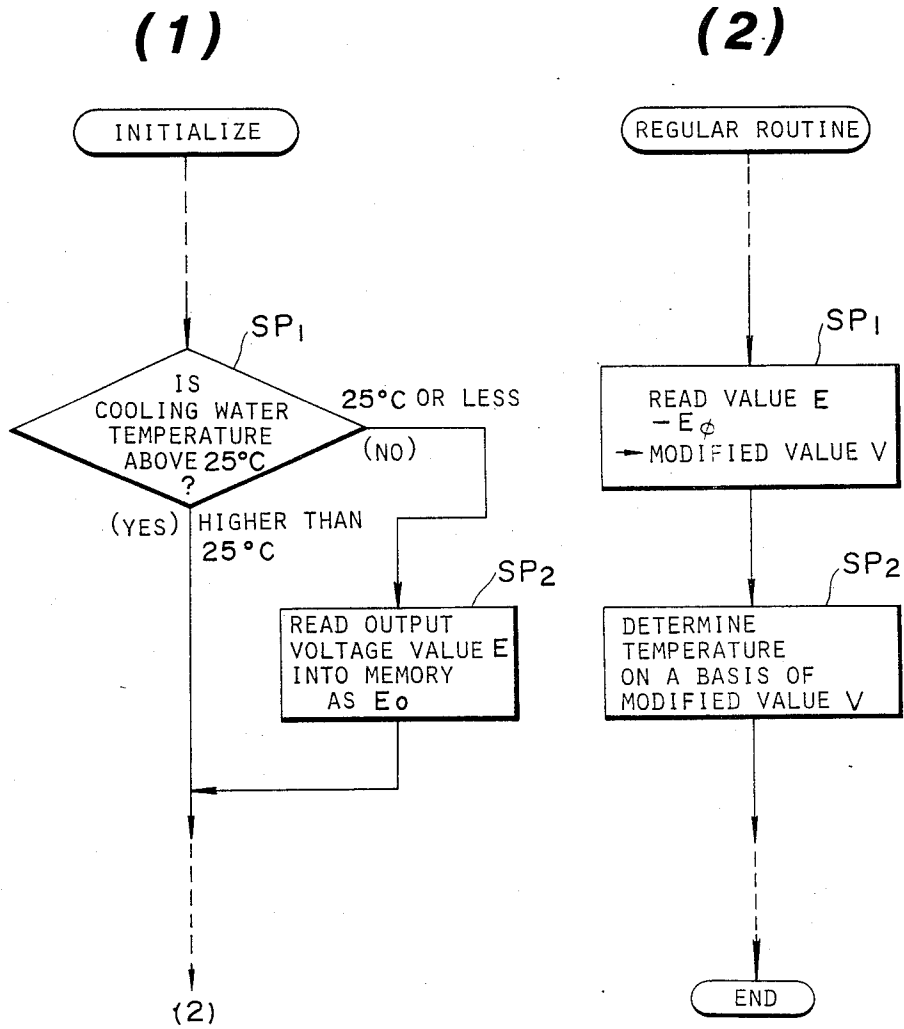 (1)
INITIALIZE
SP1
IS
COOLING WATER
TEMPERATURE
ABOVE 25°C
?
25°C OR LESS
(NO)
(YES) HIGHER THAN
25°C
SP2
READ OUTPUT
VOLTAGE VALUE E
INTO MEMORY
AS Eo
(2)
(2)
REGULAR ROUTINE
SP1
READ VALUE E
– Eφ
→ MODIFIED VALUE V
SP2
DETERMINE
TEMPERATURE
ON A BASIS OF
MODIFIED VALUE V
END